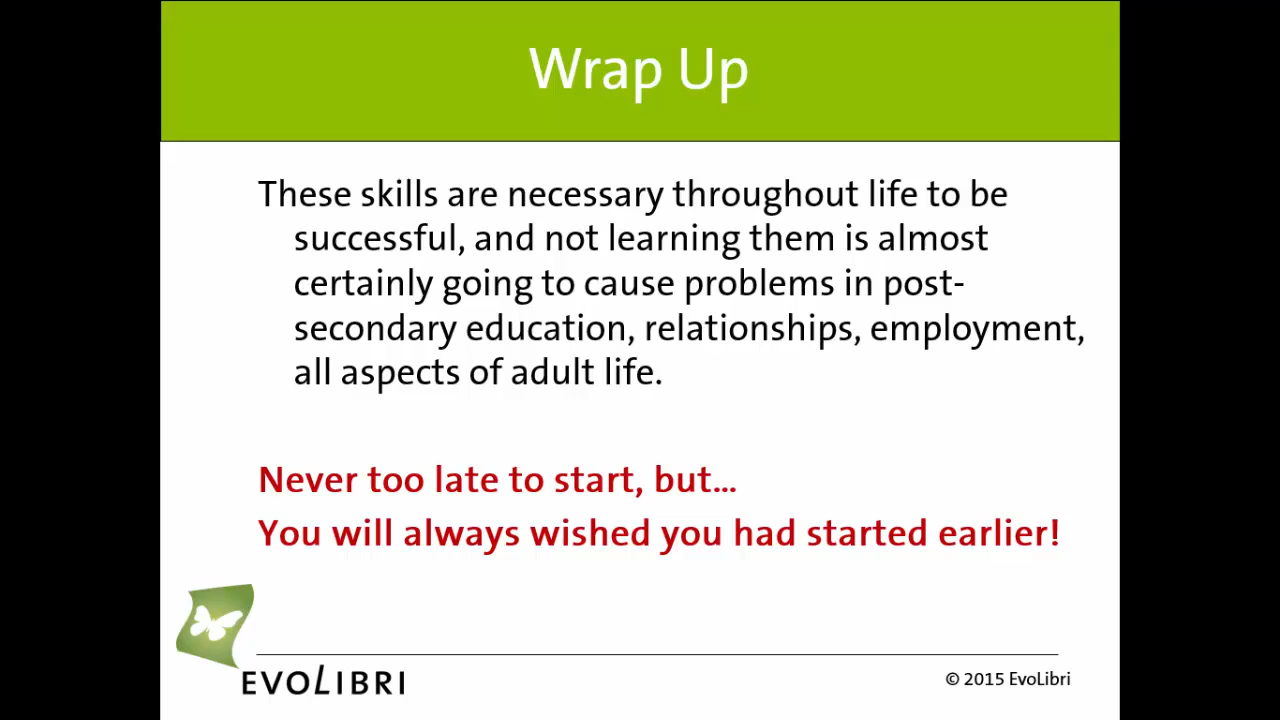 Wrap Up
These skills are necessary throughout life to be
successful, and not learning them is almost
certainly going to cause problems in post-
secondary education, relationships, employment,
all aspects of adult life.
Never too late to start, but…
You will always wished you had started earlier!
EVOLIBRI
© 2015 EvoLibri